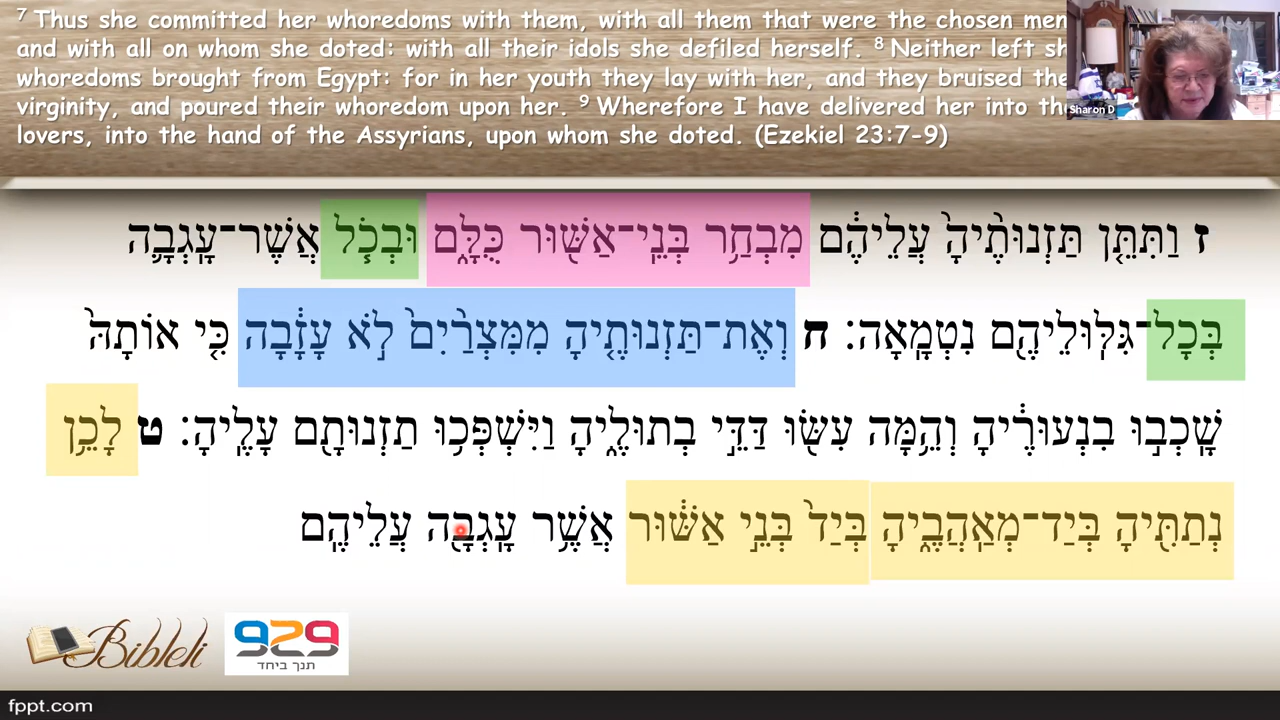 7 Thus she committed her whoredoms with them, with all them that were the chosen men
and with all on whom she doted: with all their idols she defiled herself. 8 Neither left sh
whoredoms brought from Egypt: for in her youth they lay with her, and they bruised the
virginity, and poured their whoredom upon her. 9 Wherefore I have delivered her into th
lovers, into the hand of the Assyrians, upon whom she doted. (Ezekiel 23:7-9)
Sharon D
ז וַתִּתֵּ֤ן תַּזְנוּתֶ֙יהָ֙ עֲלֵיהֶ֔ם מִבְחַ֥ר בְּנֵֽי־אַשּׁ֖וּר כֻּלָּ֑ם וּבְכֹ֧ל אֲשֶׁר־עָֽגְבָ֛ה
בְּכָל־גִּלּֽוּלֵיהֶ֖ם נִטְמָֽאָה׃ ח וְאֶת־תַּזְנוּתֶ֤יהָ מִמִּצְרַ֙יִם֙ לֹ֣א עָזָ֔בָה כִּ֤י אוֹתָהּ֙
שָׁכְב֣וּ בִנְעוּרֶ֔יהָ וְהֵ֥מָּה עִשּׂ֖וּ דַּדֵּ֣י בְתוּלֶ֑יהָ וַיִּשְׁפְּכ֥וּ תַזְנוּתָ֖ם עָלֶֽיהָ׃ ט לָכֵ֥ן
נְתַתִּ֖יהָ בְּיַד־מְאַֽהֲבֶ֑יהָ בְּיַד֙ בְּנֵ֣י אַשּׁ֔וּר אֲשֶׁ֥ר עָֽגְבָ֖ה עֲלֵיהֶֽם
Bibleli
929
תנך ביחד
fppt.com